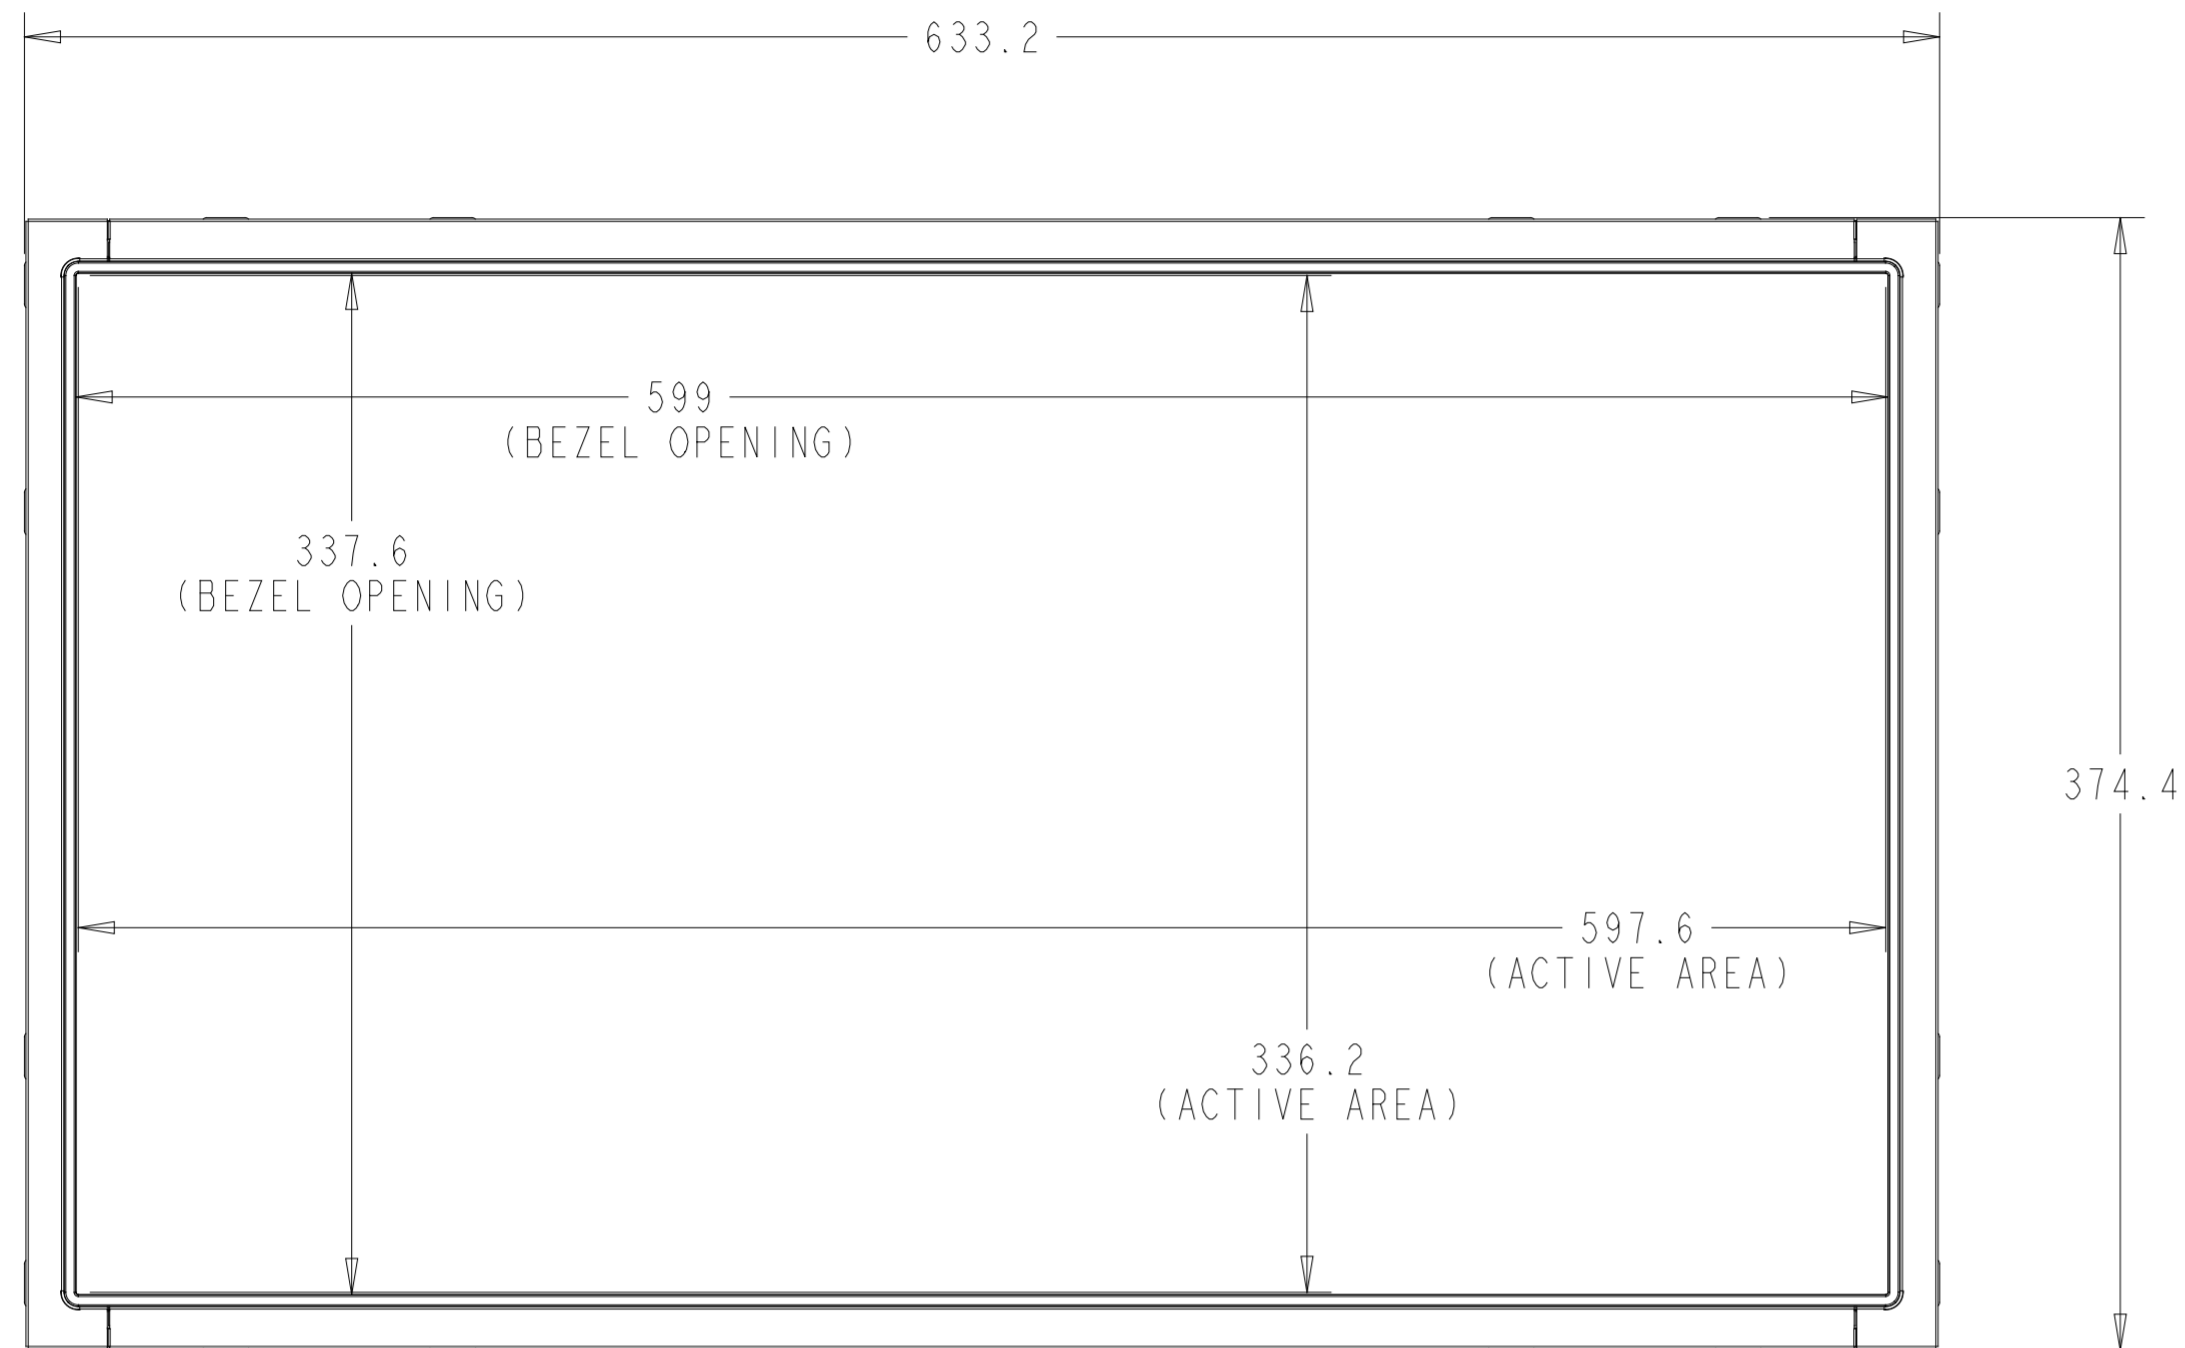 633.2
599
(BEZEL OPENING)
337.6
(BEZEL OPENING)
374.4
597.6
(ACTIVE AREA)
336.2
(ACTIVE AREA)